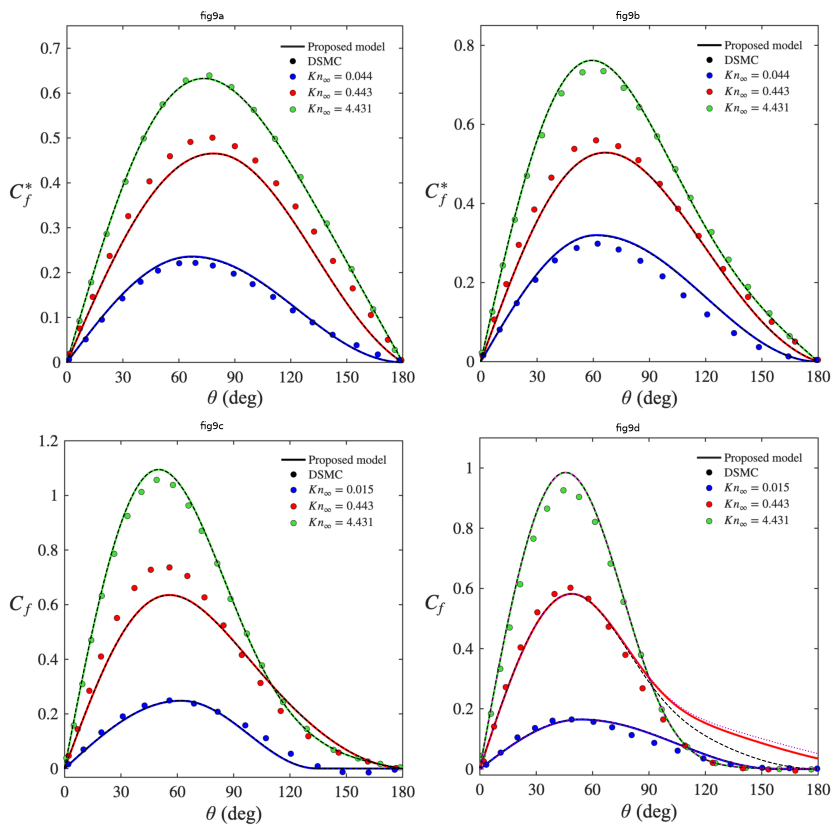 fig9a
0.7
0.6
0.5
0.4
0.3
0.2
0.1
0
C_f^*
0 30 60 90 120 150 180
θ (deg)
Proposed model
DSMC
Kn∞ = 0.044
Kn∞ = 0.443
Kn∞ = 4.431
fig9b
0.8
0.6
0.4
0.2
0
C_f^*
0 30 60 90 120 150 180
θ (deg)
Proposed model
DSMC
Kn∞ = 0.044
Kn∞ = 0.443
Kn∞ = 4.431
fig9c
1.2
1
0.8
0.6
0.4
0.2
0
C_f
0 30 60 90 120 150 180
θ (deg)
Proposed model
DSMC
Kn∞ = 0.015
Kn∞ = 0.443
Kn∞ = 4.431
fig9d
1
0.8
0.6
0.4
0.2
0
C_f
0 30 60 90 120 150 180
θ (deg)
Proposed model
DSMC
Kn∞ = 0.015
Kn∞ = 0.443
Kn∞ = 4.431